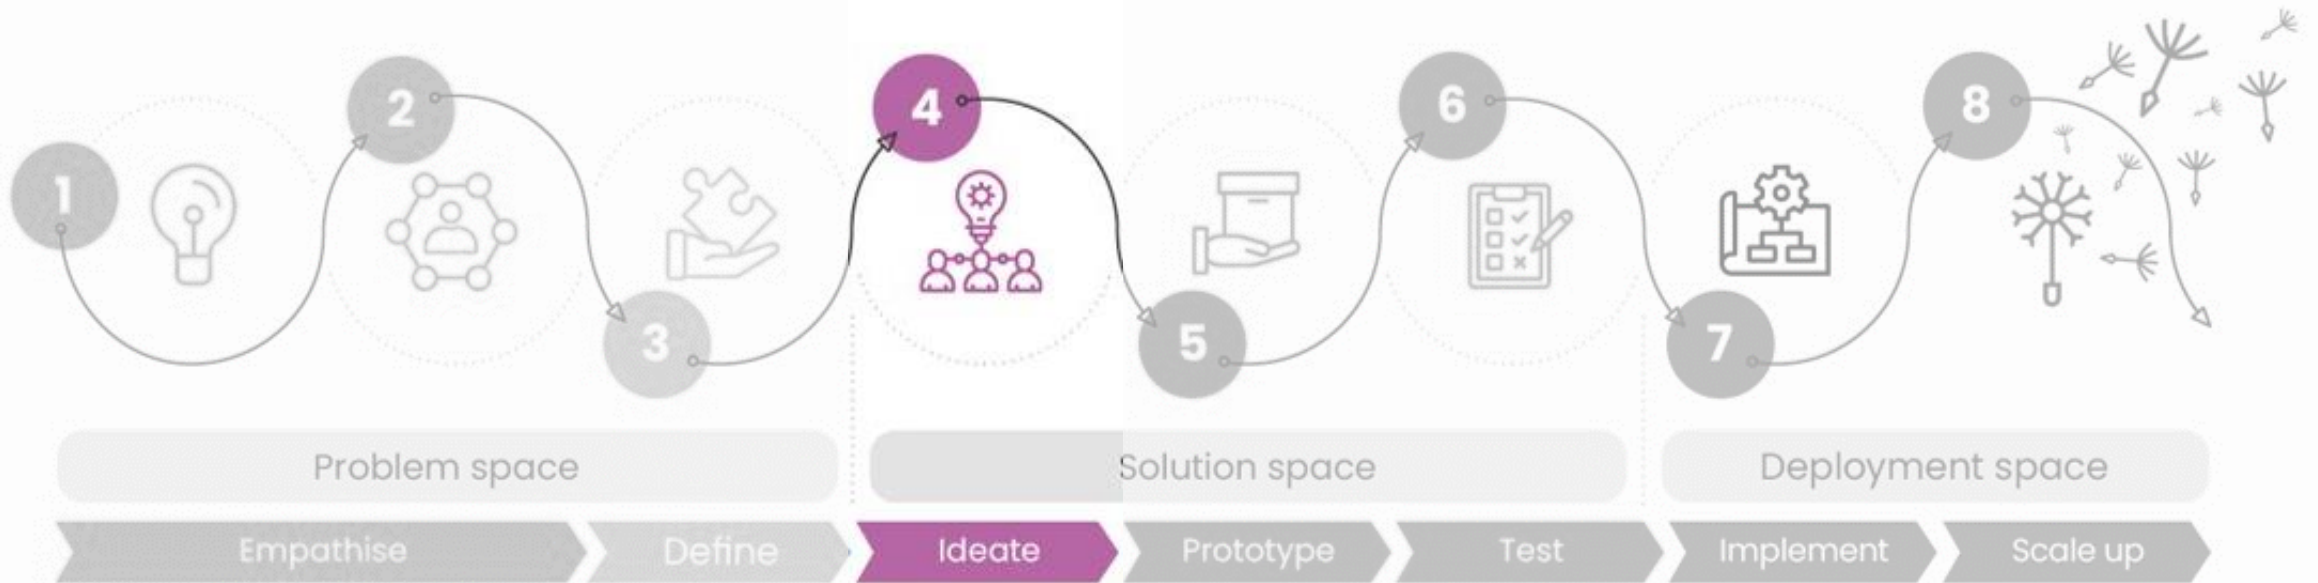 1
2
3
4
5
6
7
8
Problem space
Solution space
Deployment space
Empathise
Define
Ideate
Prototype
Test
Implement
Scale up